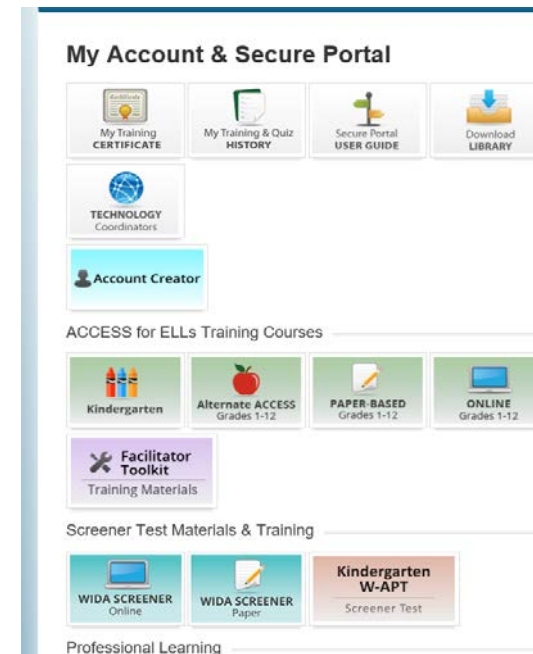 My Account & Secure Portal
Certificate
My Training
CERTIFICATE
My Training & Quiz
HISTORY
Secure Portal
USER GUIDE
Download
LIBRARY
TECHNOLOGY
Coordinators
Account Creator
ACCESS for ELLs Training Courses
Kindergarten
Alternate ACCESS
Grades 1-12
PAPER-BASED
Grades 1-12
ONLINE
Grades 1-12
Facilitator
Toolkit
Training Materials
Screener Test Materials & Training
WIDA SCREENER
Online
WIDA SCREENER
Paper
Kindergarten
W-APT
Screener Test
Professional Learning